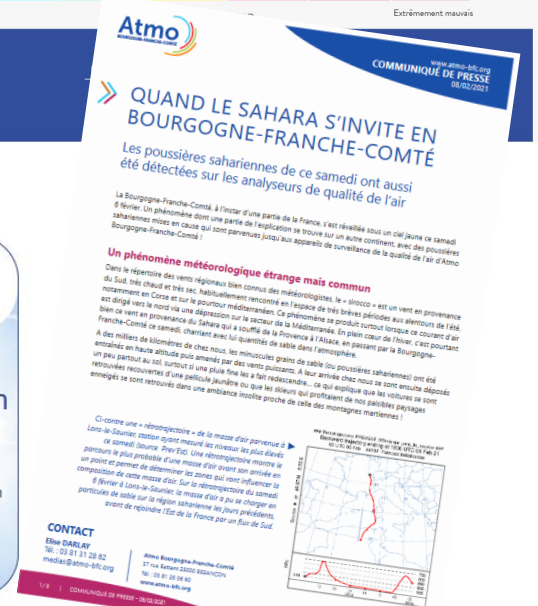 Extrêmement mauvais
Atmo
BOURGOGNE-FRANCHE-COMTÉ
www.atmo-bfc.org
COMMUNIQUÉ DE PRESSE
08/02/2021
QUAND LE SAHARA S’INVITE EN
BOURGOGNE-FRANCHE-COMTÉ
Les poussières sahariennes de ce samedi ont aussi
été détectées sur les analyseurs de qualité de l’air
La Bourgogne-Franche-Comté, à l’instar d’une partie de la France, s’est réveillée sous un ciel jaune ce samedi
6 février. Un phénomène dont une partie de l’explication se trouve sur un autre continent, avec des poussières
sahariennes mises en cause qui sont parvenues jusqu’aux appareils de surveillance de la qualité de l’air d’Atmo
Bourgogne-Franche-Comté !
Un phénomène météorologique étrange mais commun
Dans le répertoire des vents régionaux bien connus des météorologistes, le « sirocco » est un vent en provenance
du Sud, très chaud et très sec, habituellement rencontré en l’espace de très brèves périodes aux alentours de l’été,
notamment en Corse et sur le pourtour méditerranéen. Ce phénomène se produit surtout lorsque ce courant d’air
est dirigé vers le nord via une dépression sur le secteur de la Méditerranée. En plein cœur de l’hiver, c’est pourtant
bien ce vent en provenance du Sahara qui a soufflé de la Provence à l’Alsace, en passant par la Bourgogne-
Franche-Comté ce samedi, charriant avec lui quantités de sable dans l’atmosphère.
A des milliers de kilomètres de chez nous, les minuscules grains de sable (ou poussières sahariennes) ont été
entraînés en haute altitude puis amenés par des vents puissants. A leur arrivée chez nous se sont ensuite déposés
un peu partout au sol, surtout si une pluie fine les a fait redescendre... ce qui explique que les voitures se sont
retrouvées recouvertes d’une pellicule jaunâtre ou que les skieurs qui profitaient de nos paisibles paysages
enneigés se sont retrouvés dans une ambiance insolite proche de celle des montagnes martiennes !
Ci-contre une « rétrotrajectoire » de la masse d’air parvenue à
Lons-le-Saunier, station ayant mesuré les niveaux les plus élevés
ce samedi (source Prev’Est). Une rétrotrajectoire montre le
parcours le plus probable d’une masse d’air avant son arrivée en
un point et permet de déterminer les zones qui vont influencer la
composition de cette masse d’air. Sur la rétrotrajectoire du samedi
6 février à Lons-le-Saunier, la masse d’air a pu se charger en
particules de sable sur la région saharienne les jours précédents,
avant de rejoindre l’Est de la France par un flux de Sud.
Backward trajectory ending at 1800 UTC 06 Feb 21
CONTACT
Elise DARLAY
Tél. : 03 81 31 28 62
medias@atmo-bfc.org
Atmo Bourgogne-Franche-Comté
37 rue Battant 25000 BESANÇON
Tél. : 03 81 25 06 60
www.atmo-bfc.org
COMMUNIQUÉ DE PRESSE - 08/02/2021